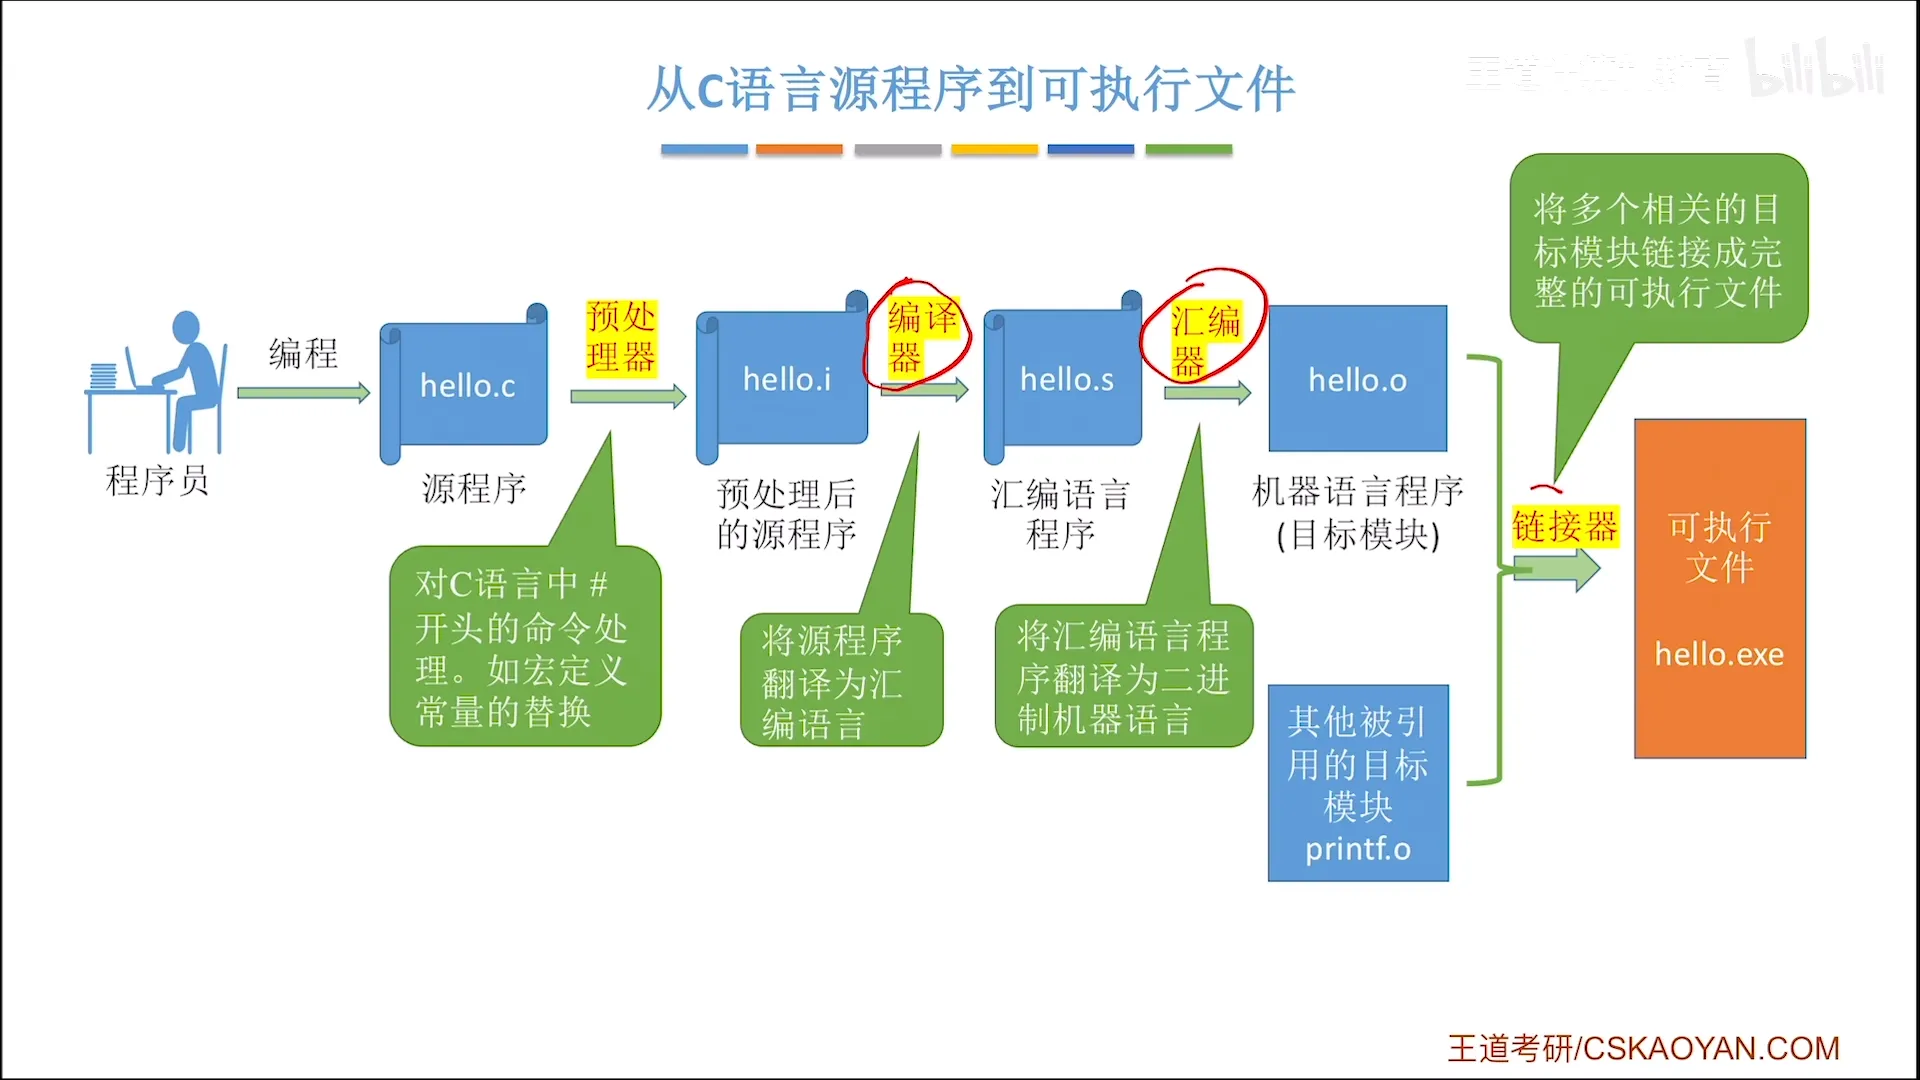 从C语言源程序到可执行文件
bilibili
将多个相关的目
标模块链接成完
整的可执行文件
编程
程序员
hello.c
源程序
预处
理器
hello.i
预处理后
的源程序
编译
器
hello.s
汇编语言
程序
汇编
器
hello.o
机器语言程序
(目标模块)
链接器
可执行
文件
hello.exe
对C语言中 #
开头的命令处
理。如宏定义
常量的替换
将源程序
翻译为汇
编语言
将汇编语言程
序翻译为二进
制机器语言
其他被引
用的目标
模块
printf.o
王道考研/CSKAOYAN.COM